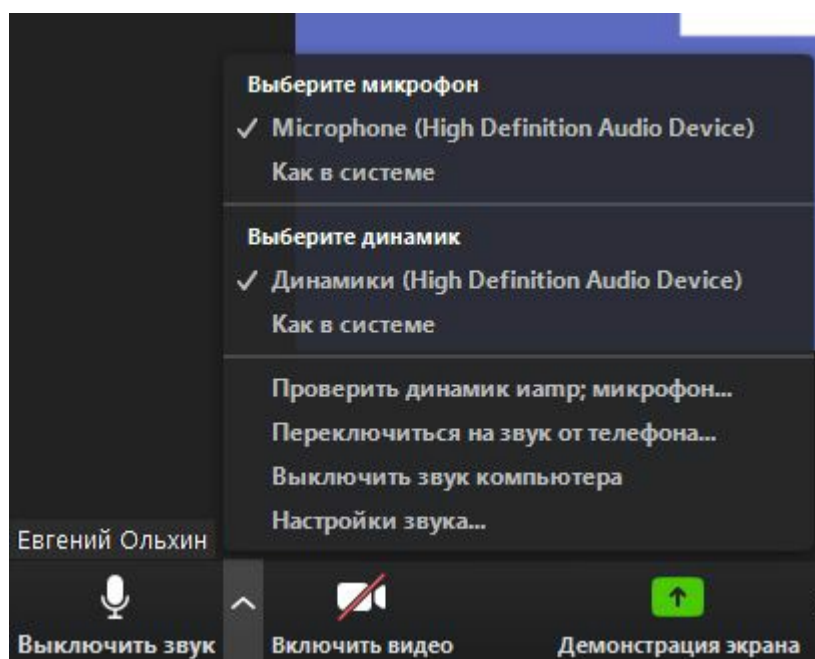 Выберите микрофон
Microphone (High Definition Audio Device)
Как в системе
Выберите динамик
Динамики (High Definition Audio Device)
Как в системе
Проверить динамик иamp; микрофон...
Переключиться на звук от телефона...
Выключить звук компьютера
Настройки звука...
Евгений Ольхин
Выключить звук
Включить видео
Демонстрация экрана